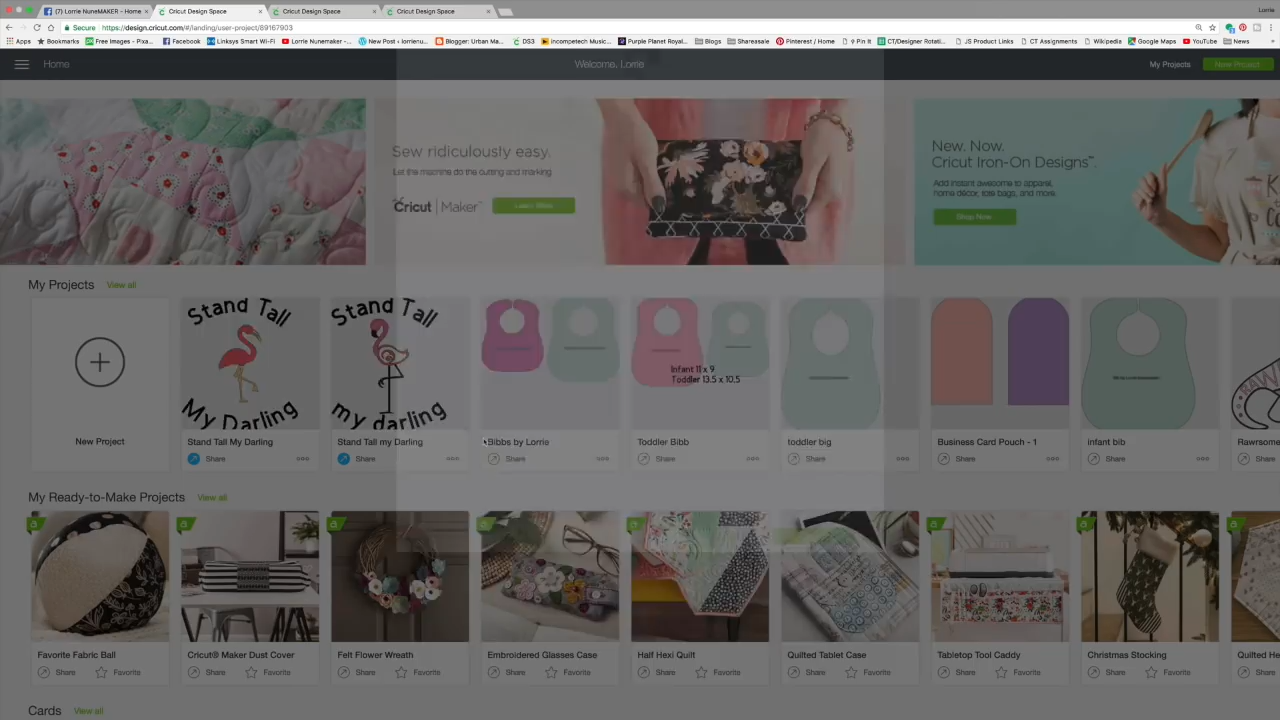 (7) Lorrie NuneMAKER - Home
Cricut Design Space
Cricut Design Space
Cricut Design Space
Lorrie
Secure
https://design.cricut.com/#/landing/user-project/89167903
Apps
Bookmarks
Free Images - Pixa...
Facebook
Linksys Smart Wi-Fi
Lorrie Nunemaker -...
New Post ‹ lorrienu...
Blogger: Urban Ma...
DS3
incompetech Music...
Purple Planet Royal...
Blogs
Shareasale
Pinterest / Home
Pin It
CT/Designer Rotati...
JS Product Links
CT Assignments
Wikipedia
Google Maps
YouTube
News
Home
Welcome, Lorrie
My Projects
New Project
Sew ridiculously easy.
Let the machine do the cutting and marking
Cricut | Maker™
Learn More
New. Now.
Cricut Iron-On Designs™.
Add instant awesome to apparel,
home décor, tote bags, and more.
Shop Now
My Projects
View all
Stand Tall
My Darling
Stand Tall
my darling
Infant 11 x 9
Toddler 13.5 x 10.5
New Project
Stand Tall My Darling
Stand Tall my Darling
Bibbs by Lorrie
Toddler Bibb
toddler big
Business Card Pouch - 1
infant bib
Rawrsome
Share
Share
Share
Share
Share
Share
Share
Share
My Ready-to-Make Projects
View all
Favorite Fabric Ball
Cricut® Maker Dust Cover
Felt Flower Wreath
Embroidered Glasses Case
Half Hexi Quilt
Quilted Tablet Case
Tabletop Tool Caddy
Christmas Stocking
Quilted He
Share
Favorite
Share
Favorite
Share
Favorite
Share
Favorite
Share
Favorite
Share
Favorite
Share
Favorite
Share
Favorite
Share
Cards
View all